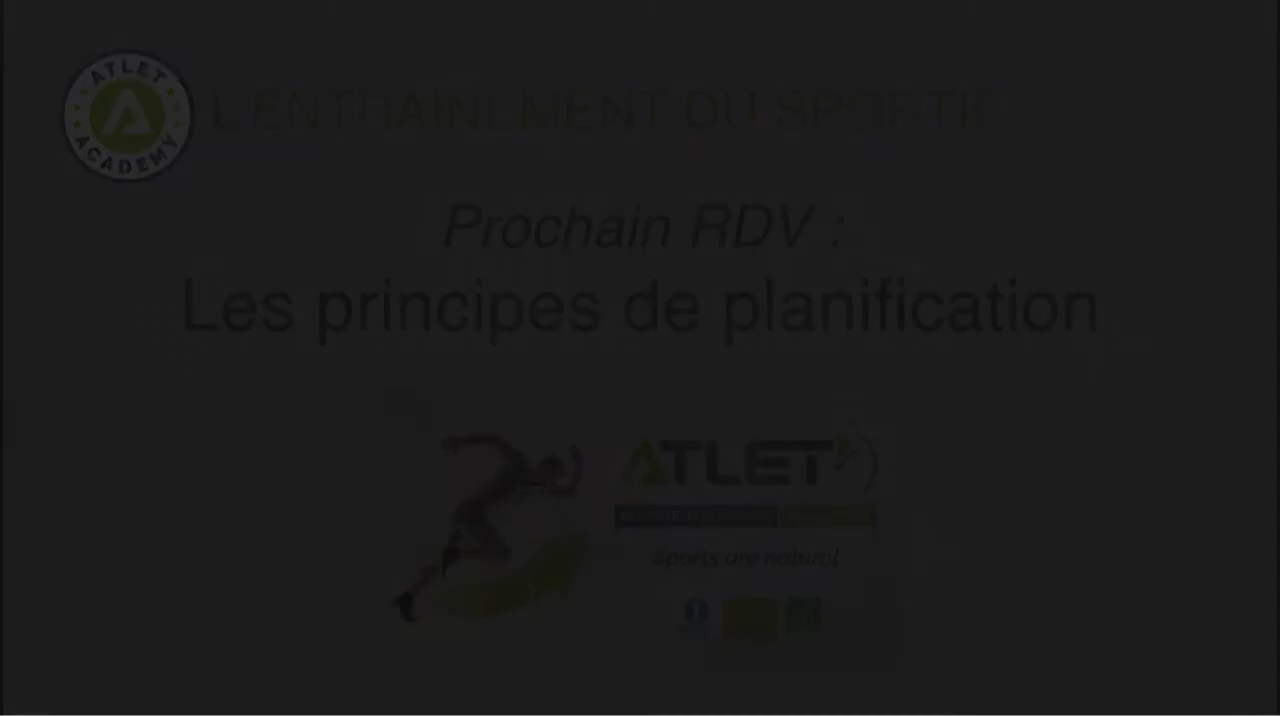 ATLET
ACADEMY
L'ENTRAINEMENT DU SPORTIF
Prochain RDV :
Les principes de planification
ATLET
Sports are natural